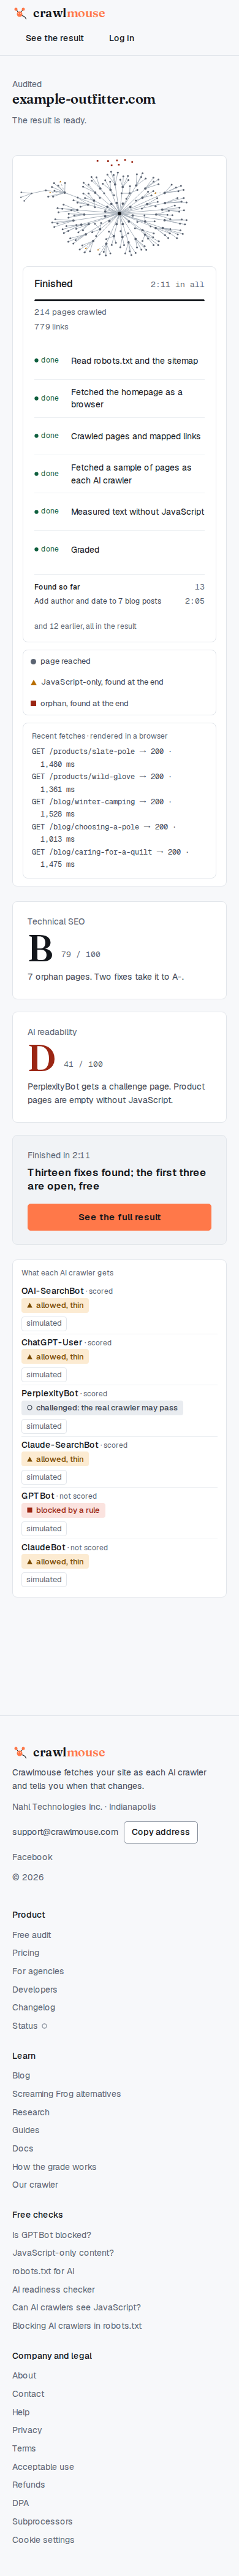 crawlmouse
See the result Log in
Audited
example-outfitter.com
The result is ready.
Finished 2:11 in all
214 pages crawled
779 links
done Read robots.txt and the sitemap
done Fetched the homepage as a
browser
done Crawled pages and mapped links
done Fetched a sample of pages as
each AI crawler
done Measured text without JavaScript
done Graded
Found so far 13
Add author and date to 7 blog posts 2:05
and 12 earlier, all in the result
page reached
JavaScript-only, found at the end
orphan, found at the end
Recent fetches · rendered in a browser
GET /products/slate-pole → 200 ·
1,480 ms
GET /products/wild-glove → 200 ·
1,361 ms
GET /blog/winter-camping → 200 ·
1,528 ms
GET /blog/choosing-a-pole → 200 ·
1,013 ms
GET /blog/caring-for-a-quilt → 200 ·
1,475 ms
Technical SEO
B 79 / 100
7 orphan pages. Two fixes take it to A-.
AI readability
D 41 / 100
PerplexityBot gets a challenge page. Product
pages are empty without JavaScript.
Finished in 2:11
Thirteen fixes found; the first three
are open, free
See the full result
What each AI crawler gets
OAI-SearchBot · scored
allowed, thin
simulated
ChatGPT-User · scored
allowed, thin
simulated
PerplexityBot · scored
challenged: the real crawler may pass
simulated
Claude-SearchBot · scored
allowed, thin
simulated
GPTBot · not scored
blocked by a rule
simulated
ClaudeBot · not scored
allowed, thin
simulated
crawlmouse
Crawlmouse fetches your site as each AI crawler
and tells you when that changes.
Nahl Technologies Inc. · Indianapolis
support@crawlmouse.com Copy address
Facebook
© 2026
Product
Free audit
Pricing
For agencies
Developers
Changelog
Status
Learn
Blog
Screaming Frog alternatives
Research
Guides
Docs
How the grade works
Our crawler
Free checks
Is GPTBot blocked?
JavaScript-only content?
robots.txt for AI
AI readiness checker
Can AI crawlers see JavaScript?
Blocking AI crawlers in robots.txt
Company and legal
About
Contact
Help
Privacy
Terms
Acceptable use
Refunds
DPA
Subprocessors
Cookie settings